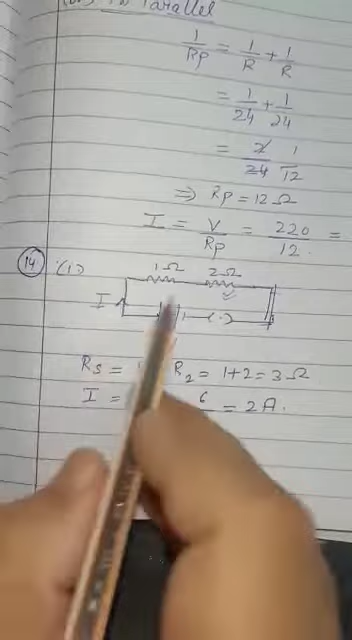 In Parallel
1/Rp = 1/R + 1/R
= 1/24 + 1/24
= 2/24 1/12
⇒ Rp = 12 Ω
I = V/Rp = 220/12 =
14 (i) 1Ω 2Ω
I
Rs = R2 = 1+2 = 3 Ω
I = 6 = 2A.